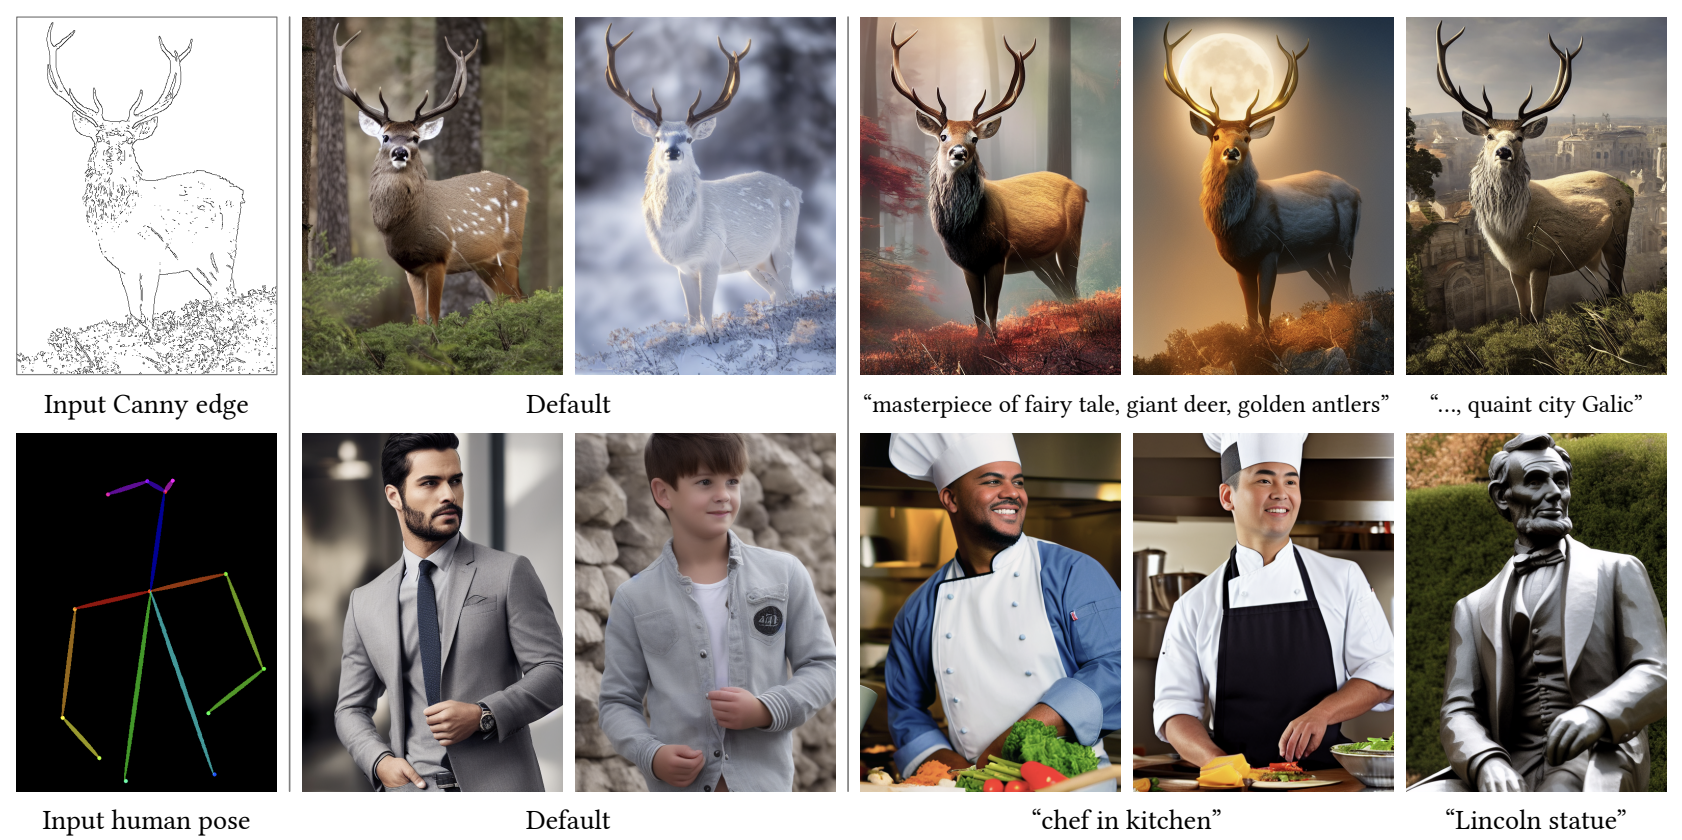 Input Canny edge
Default
“masterpiece of fairy tale, giant deer, golden antlers”
“..., quaint city Galic”
Input human pose
Default
“chef in kitchen”
“Lincoln statue”